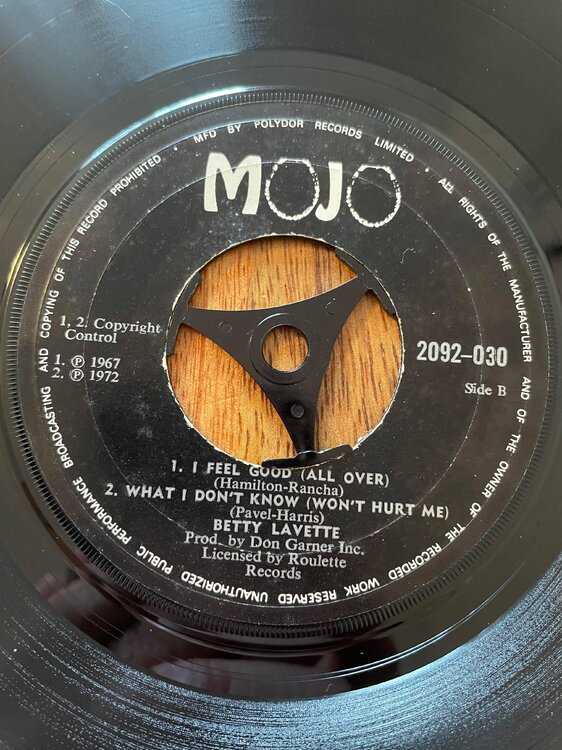 MFD BY POLYDOR RECORDS LIMITED • ALL RIGHTS OF THE MANUFACTURER AND OF THE OWNER OF THE RECORDED WORK RESERVED UNAUTHORIZED PUBLIC PERFORMANCE BROADCASTING AND COPYING OF THIS RECORD PROHIBITED •
MOJO
1, 2. Copyright
Control
1. ℗ 1967
2. ℗ 1972
2092–030
Side B
1. I FEEL GOOD (ALL OVER)
(Hamilton-Rancha)
2. WHAT I DON'T KNOW (WON'T HURT ME)
(Pavel-Harris)
BETTY LAVETTE
Prod. by Don Garner Inc.
Licensed by Roulette
Records